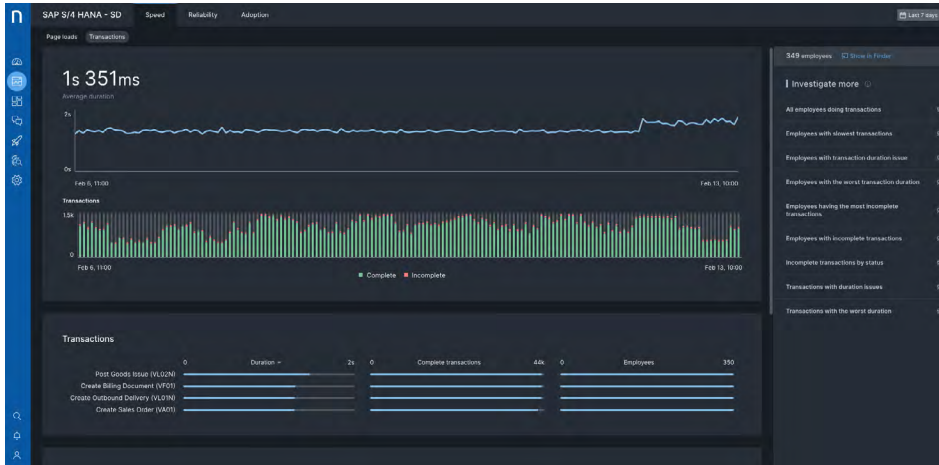 n
SAP S/4 HANA - SD
Speed
Reliability
Adoption
Last 7 days
Page loads
Transactions
349 employees
Show in Finder
1s 351ms
Average duration
2s
0s
Feb 6, 11:00
Feb 13, 10:00
Transactions
1.5k
0
Feb 6, 11:00
Feb 13, 10:00
Complete
Incomplete
Investigate more
All employees doing transactions
Employees with slowest transactions
Employees with transaction duration issue
Employees with the worst transaction duration
Employees having the most incomplete
transactions
Employees with incomplete transactions
Incomplete transactions by status
Transactions with duration issues
Transactions with the worst duration
Transactions
0 Duration 2s 0 Complete transactions 44k 0 Employees 350
Post Goods Issue (VL02N)
Create Billing Document (VF01)
Create Outbound Delivery (VL01N)
Create Sales Order (VA01)